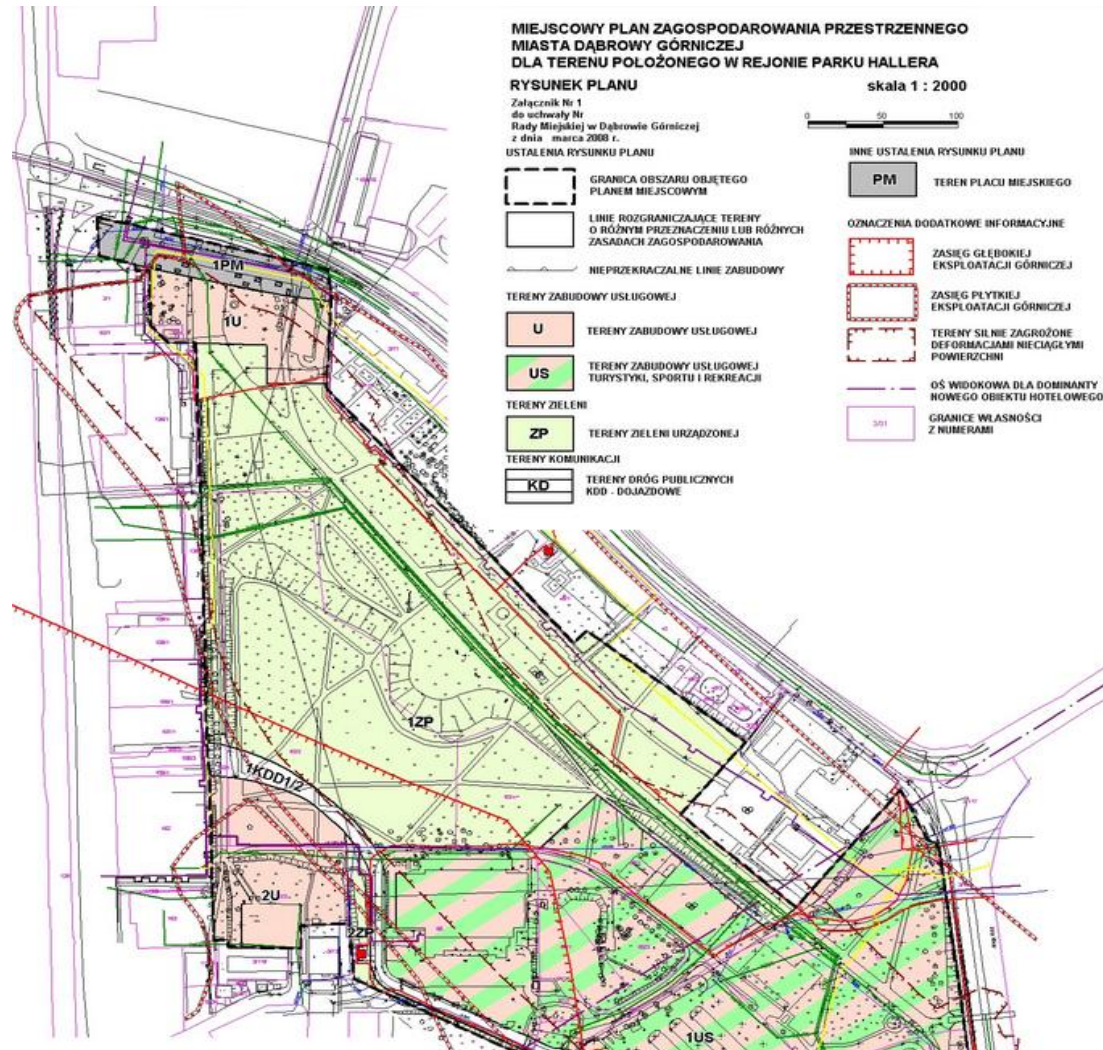 MIEJSCOWY PLAN ZAGOSPODAROWANIA PRZESTRZENNEGO
MIASTA DĄBROWY GÓRNICZEJ
DLA TERENU POŁOŻONEGO W REJONIE PARKU HALLERA
RYSUNEK PLANU
skala 1 : 2000
Załącznik Nr 1
do uchwały Nr
Rady Miejskiej w Dąbrowie Górniczej
z dnia marca 2008 r.
0 50 100
USTALENIA RYSUNKU PLANU
GRANICA OBSZARU OBJĘTEGO
PLANEM MIEJSCOWYM
LINIE ROZGRANICZAJĄCE TERENY
O RÓŻNYM PRZEZNACZENIU LUB RÓŻNYCH
ZASADACH ZAGOSPODAROWANIA
NIEPRZEKRACZALNE LINIE ZABUDOWY
TERENY ZABUDOWY USŁUGOWEJ
U
TERENY ZABUDOWY USŁUGOWEJ
US
TERENY ZABUDOWY USŁUGOWEJ
TURYSTYKI, SPORTU I REKREACJI
TERENY ZIELENI
ZP
TERENY ZIELENI URZĄDZONEJ
TERENY KOMUNIKACJI
KD
TERENY DRÓG PUBLICZNYCH
KDD - DOJAZDOWE
INNE USTALENIA RYSUNKU PLANU
PM
TEREN PLACU MIEJSKIEGO
OZNACZENIA DODATKOWE INFORMACYJNE
ZASIĘG GŁĘBOKIEJ
EKSPLOATACJI GÓRNICZEJ
ZASIĘG PŁYTKIEJ
EKSPLOATACJI GÓRNICZEJ
TERENY SILNIE ZAGROŻONE
DEFORMACJAMI NIECIĄGŁYMI
POWIERZCHNI
OŚ WIDOKOWA DLA DOMINANTY
NOWEGO OBIEKTU HOTELOWEGO
GRANICE WŁASNOŚCI
Z NUMERAMI
1PM
1U
1ZP
1KDD1/2
2U
2ZP
1US